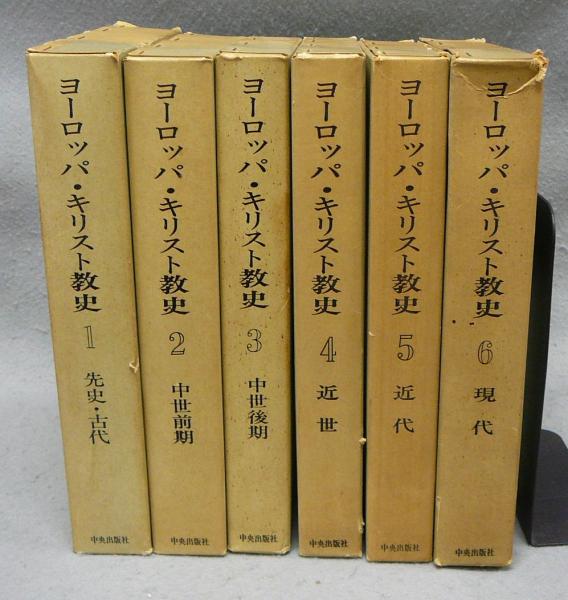 ヨーロッパ・キリスト教史
1
先史・古代
中央出版社
ヨーロッパ・キリスト教史
2
中世前期
中央出版社
ヨーロッパ・キリスト教史
3
中世後期
中央出版社
ヨーロッパ・キリスト教史
4
近世
中央出版社
ヨーロッパ・キリスト教史
5
近代
中央出版社
ヨーロッパ・キリスト教史
6
現代
中央出版社